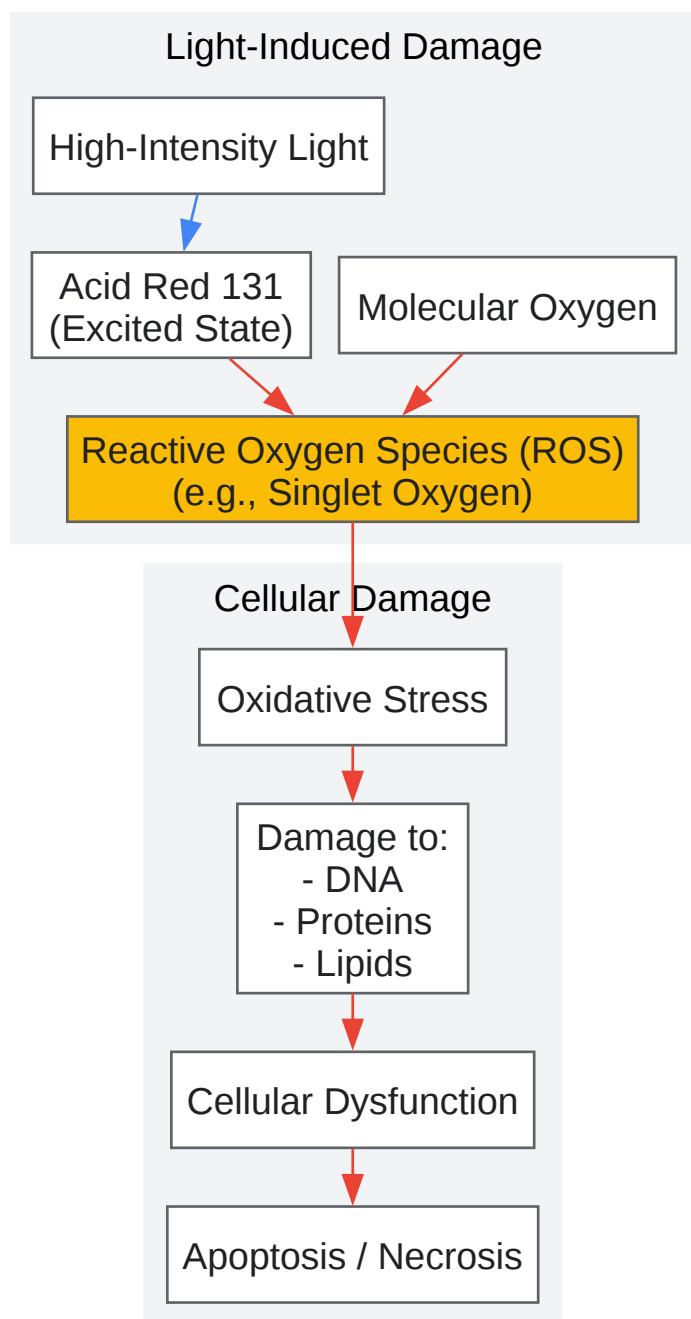 Light-Induced Damage
High-Intensity Light
Acid Red 131
(Excited State)
Molecular Oxygen
Reactive Oxygen Species (ROS)
(e.g., Singlet Oxygen)
Cellular Damage
Oxidative Stress
Damage to:
- DNA
- Proteins
- Lipids
Cellular Dysfunction
Apoptosis / Necrosis